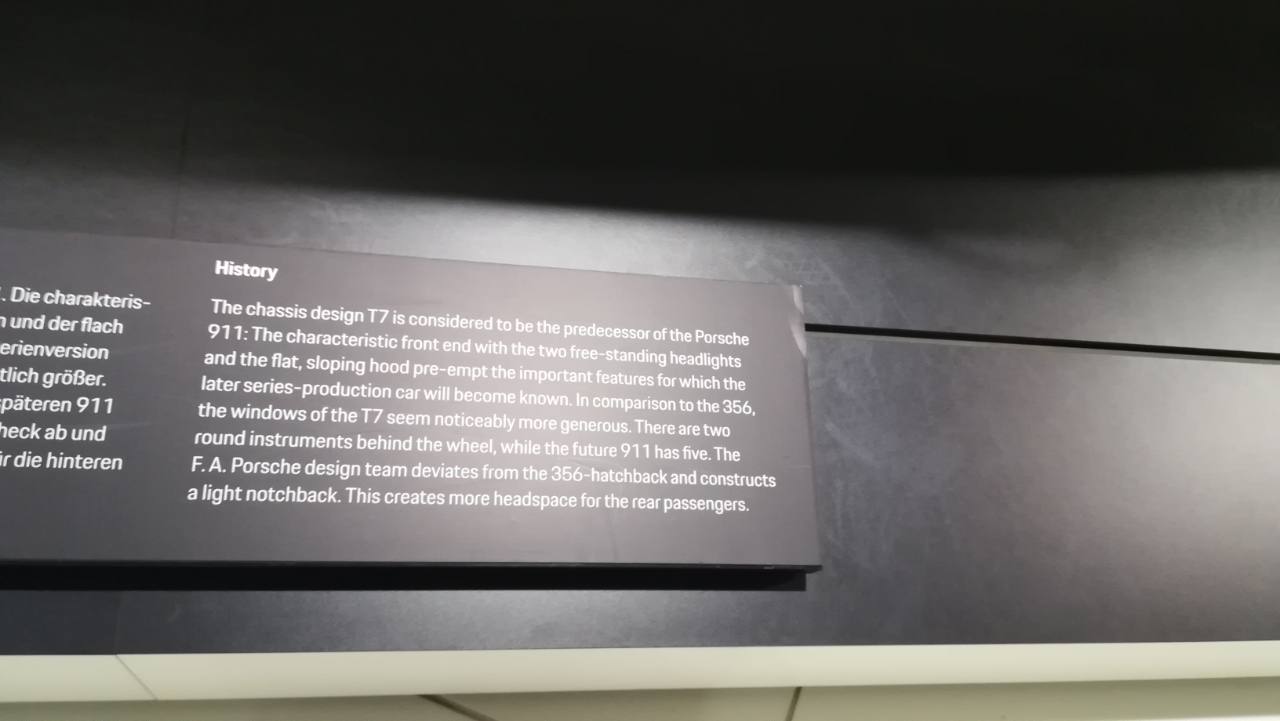 . Die charakteris-
und der flach
erienversion
tlich größer.
späteren 911
heck ab und
ür die hinteren
History
The chassis design T7 is considered to be the predecessor of the Porsche
911: The characteristic front end with the two free-standing headlights
and the flat, sloping hood pre-empt the important features for which the
later series-production car will become known. In comparison to the 356,
the windows of the T7 seem noticeably more generous. There are two
round instruments behind the wheel, while the future 911 has five. The
F. A. Porsche design team deviates from the 356-hatchback and constructs
a light notchback. This creates more headspace for the rear passengers.